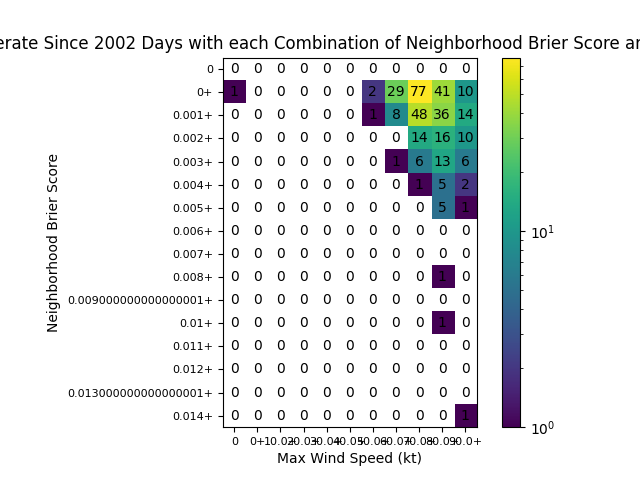 erate Since 2002 Days with each Combination of Neighborhood Brier Score a
0 0 0 0 0 0 0 0 0 0 0 0
0+ 1 0 0 0 0 0 2 29 77 41 10
0.001+ 0 0 0 0 0 0 1 8 48 36 14
0.002+ 0 0 0 0 0 0 0 0 14 16 10
0.003+ 0 0 0 0 0 0 0 1 6 13 6
0.004+ 0 0 0 0 0 0 0 0 1 5 2
0.005+ 0 0 0 0 0 0 0 0 0 5 1
0.006+ 0 0 0 0 0 0 0 0 0 0 0
0.007+ 0 0 0 0 0 0 0 0 0 0 0
0.008+ 0 0 0 0 0 0 0 0 0 1 0
0.009000000000000001+ 0 0 0 0 0 0 0 0 0 0 0
0.01+ 0 0 0 0 0 0 0 0 0 1 0
0.011+ 0 0 0 0 0 0 0 0 0 0 0
0.012+ 0 0 0 0 0 0 0 0 0 0 0
0.013000000000000001+ 0 0 0 0 0 0 0 0 0 0 0
0.014+ 0 0 0 0 0 0 0 0 0 0 1
0 0+
Max Wind Speed (kt)
Neighborhood Brier Score
10¹
10⁰